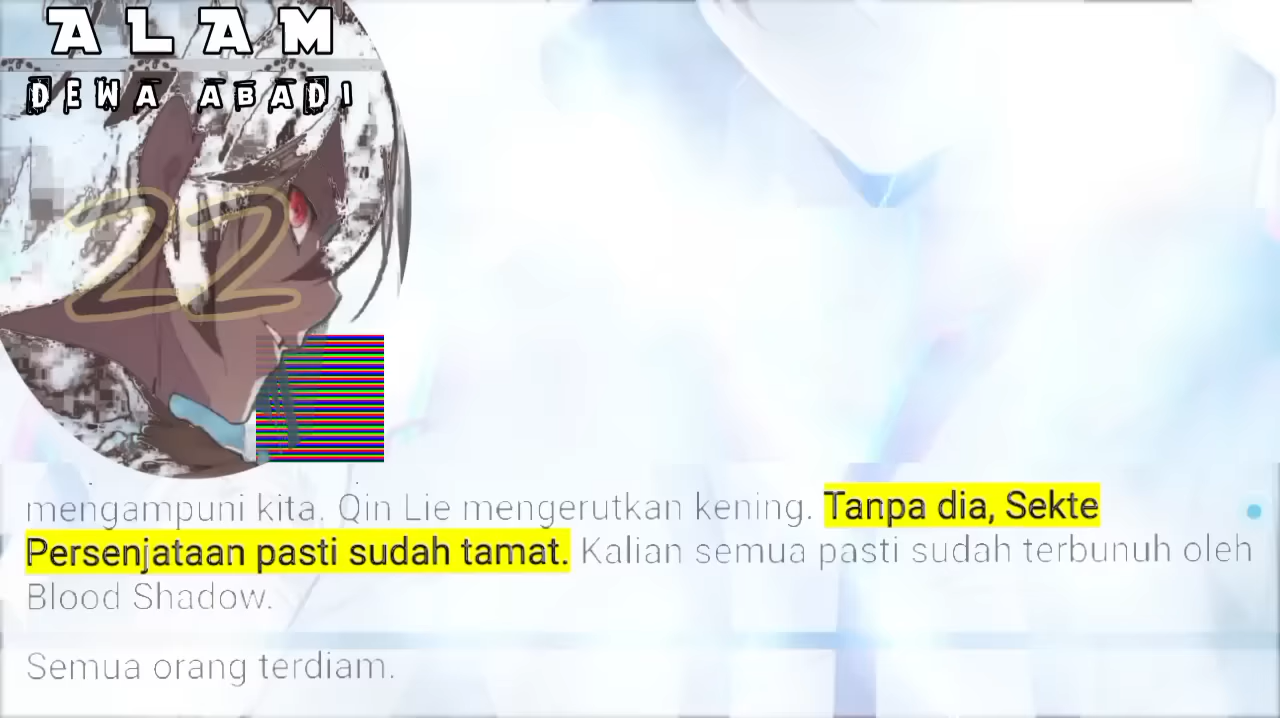 ALAM
DEWA ABADI
22
mengampuni kita. Qin Lie mengerutkan kening. Tanpa dia, Sekte
Persenjataan pasti sudah tamat. Kalian semua pasti sudah terbunuh oleh
Blood Shadow.
Semua orang terdiam.